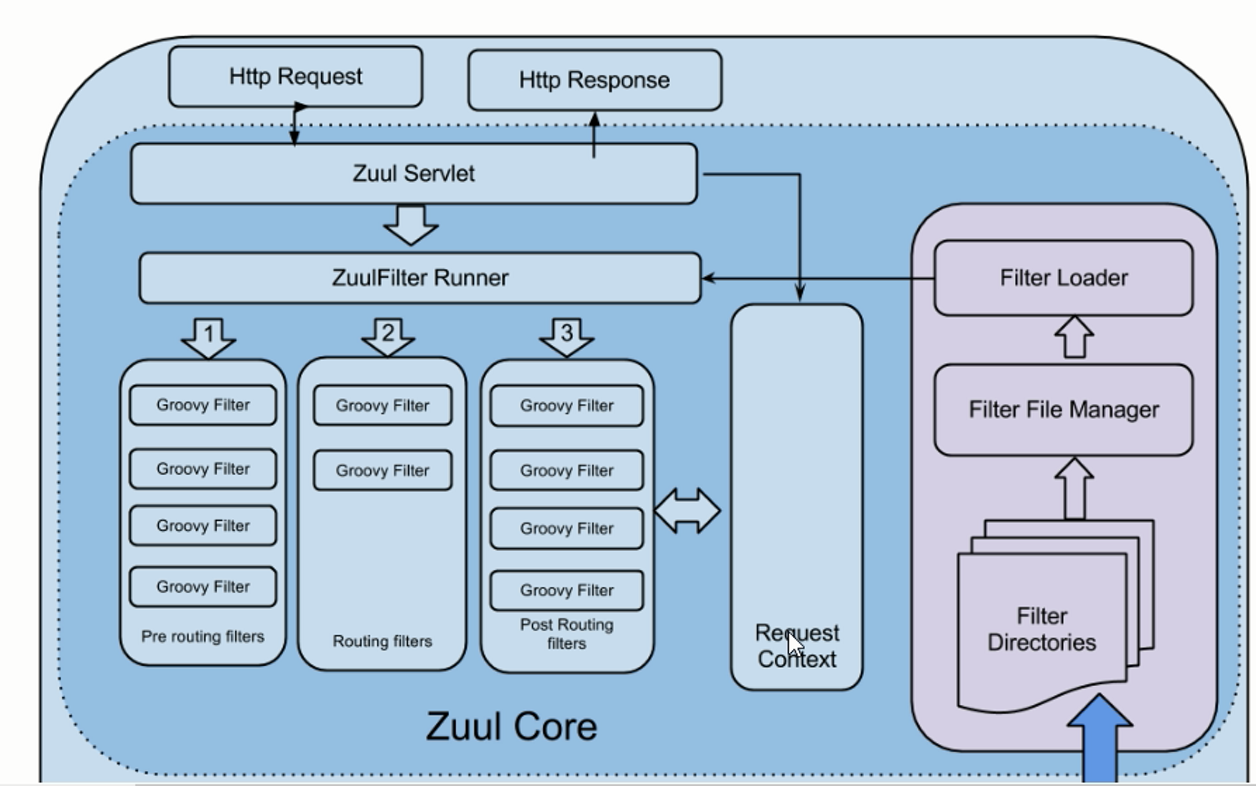 Http Request
Http Response
Zuul Servlet
ZuulFilter Runner
Filter Loader
1
2
3
Groovy Filter
Groovy Filter
Groovy Filter
Groovy Filter
Pre routing filters
Groovy Filter
Groovy Filter
Routing filters
Groovy Filter
Groovy Filter
Groovy Filter
Groovy Filter
Post Routing
filters
Request
Context
Filter File Manager
Filter
Directories
Zuul Core